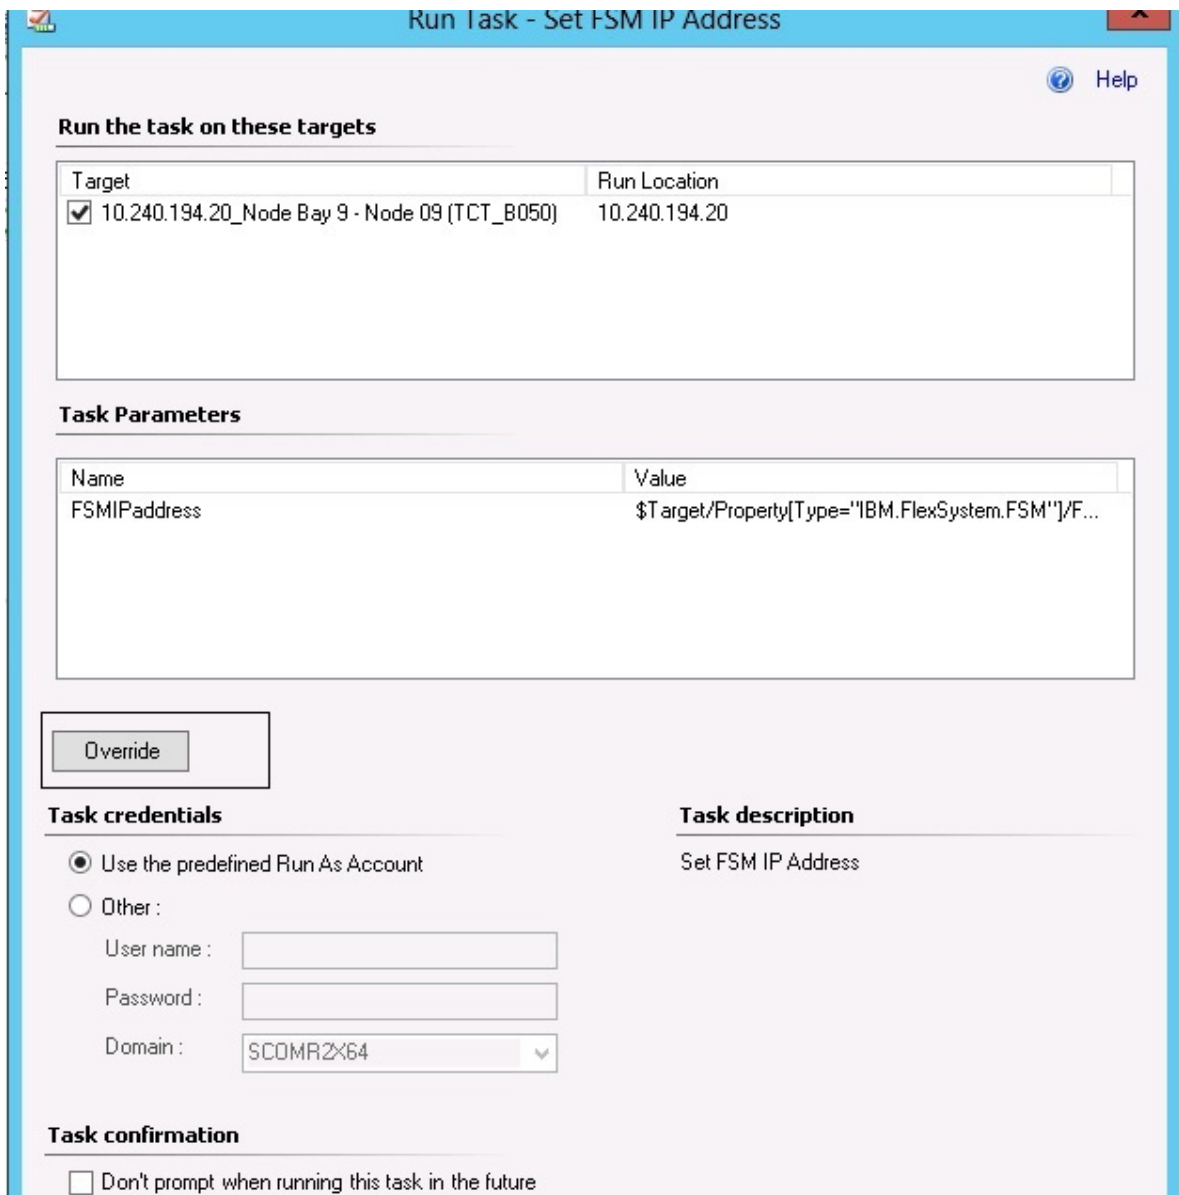 Run Task - Set FSM IP Address
Help
Run the task on these targets
Target Run Location
10.240.194.20_Node Bay 9 - Node 09 (TCT_B050) 10.240.194.20
Task Parameters
Name Value
FSMIPaddress $Target/Property[Type="IBM.FlexSystem.FSM"]/F...
Override
Task credentials Task description
Use the predefined Run As Account Set FSM IP Address
Other :
User name :
Password :
Domain : SCOMR2X64
Task confirmation
Don't prompt when running this task in the future